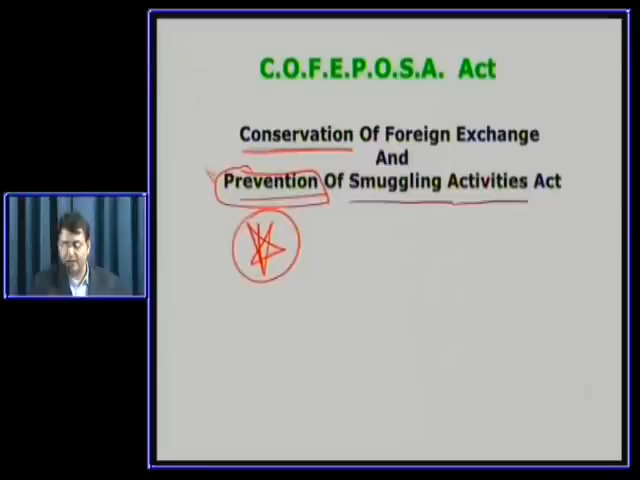 C.O.F.E.P.O.S.A. Act
Conservation Of Foreign Exchange
And
Prevention Of Smuggling Activities Act